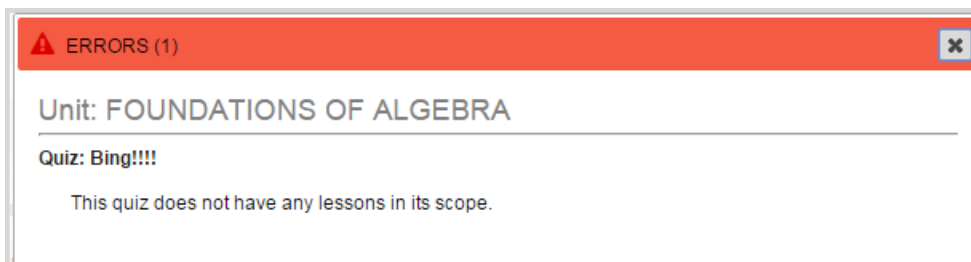 ERRORS (1)
Unit: FOUNDATIONS OF ALGEBRA
Quiz: Bing!!!!
This quiz does not have any lessons in its scope.